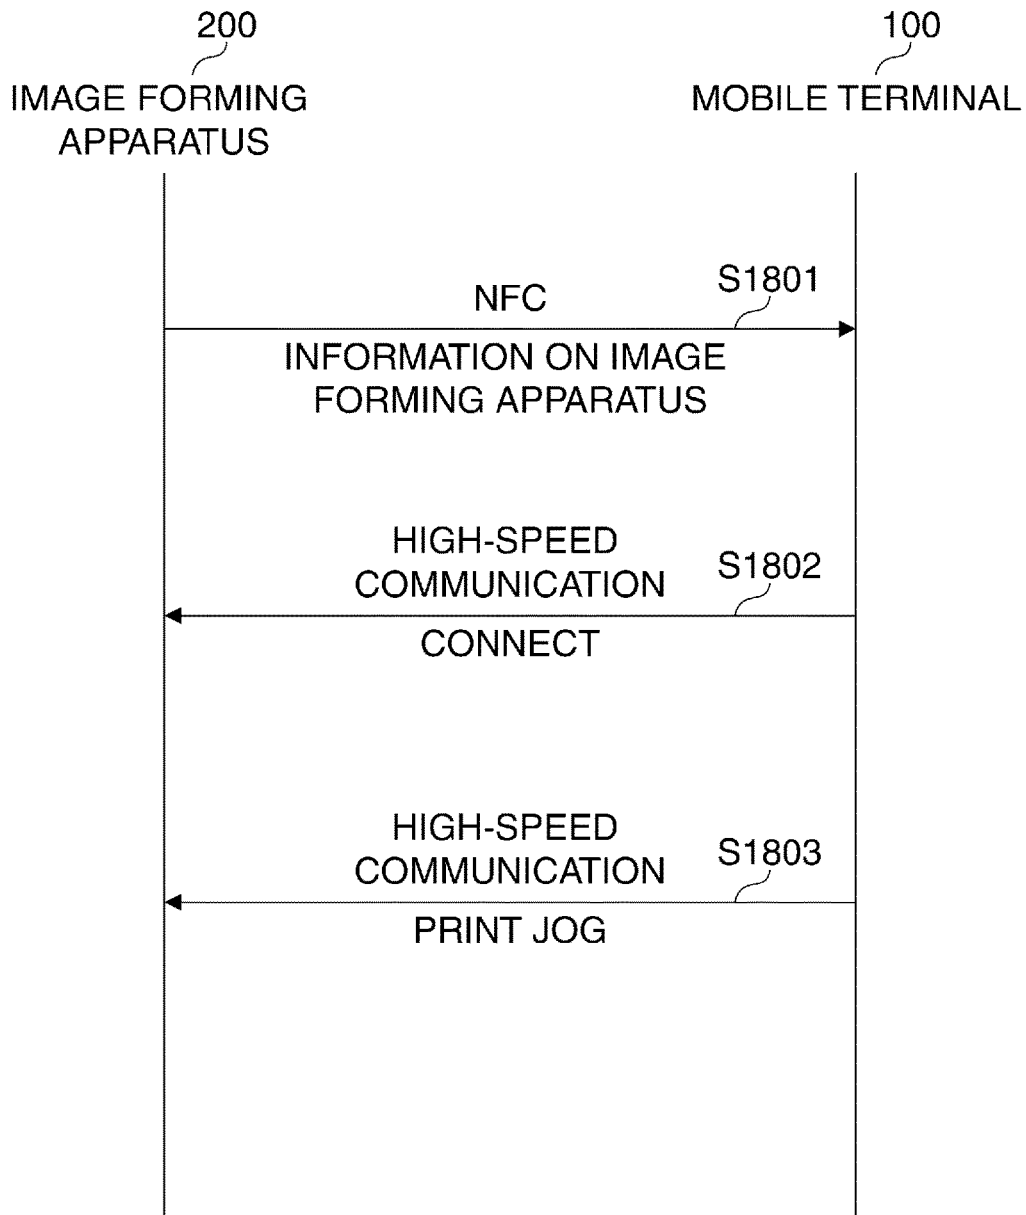 200
IMAGE FORMING
APPARATUS
100
MOBILE TERMINAL
NFC
S1801
INFORMATION ON IMAGE
FORMING APPARATUS
HIGH-SPEED
COMMUNICATION
S1802
CONNECT
HIGH-SPEED
COMMUNICATION
S1803
PRINT JOG